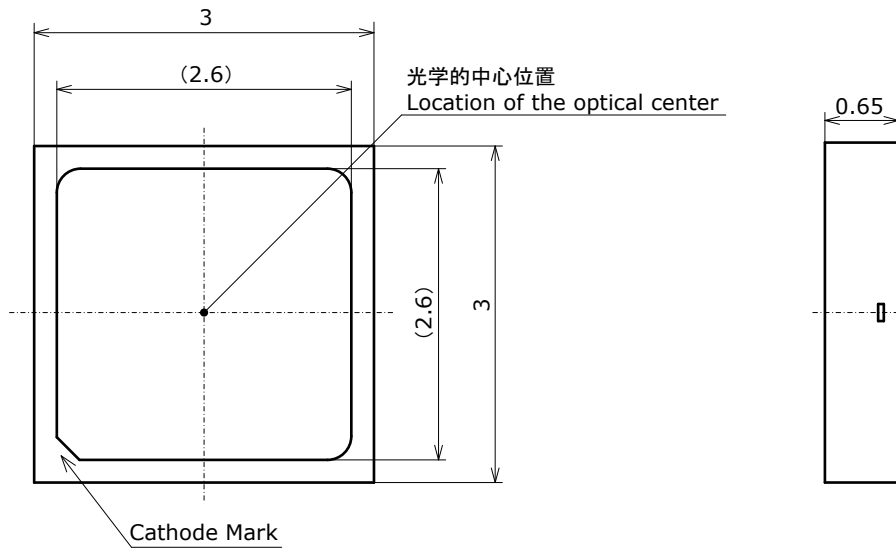 3
(2.6)
光学的中心位置
Location of the optical center
0.65
(2.6)
3
Cathode Mark